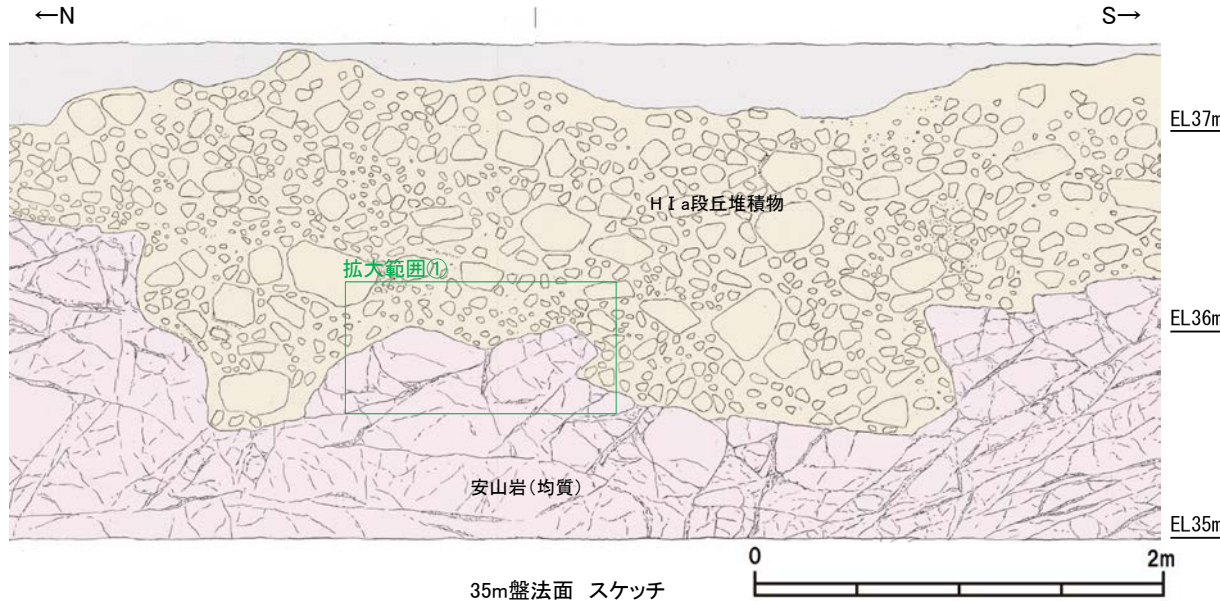 ←N
S→
EL37m
HⅠa段丘堆積物
拡大範囲①
EL36m
安山岩(均質)
EL35m
35m盤法面 スケッチ
0
2m